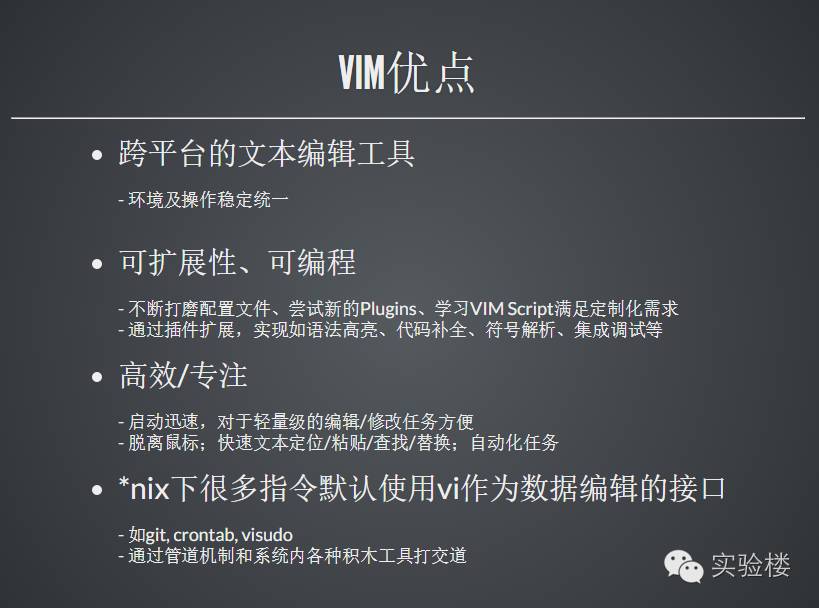 VIM优点
• 跨平台的文本编辑工具
- 环境及操作稳定统一
• 可扩展性、可编程
- 不断打磨配置文件、尝试新的Plugins、学习VIM Script满足定制化需求
- 通过插件扩展，实现如语法高亮、代码补全、符号解析、集成调试等
• 高效/专注
- 启动迅速，对于轻量级的编辑/修改任务方便
- 脱离鼠标；快速文本定位/粘贴/查找/替换；自动化任务
• *nix下很多指令默认使用vi作为数据编辑的接口
- 如git, crontab, visudo
- 通过管道机制和系统内各种积木工具打交道
实验楼